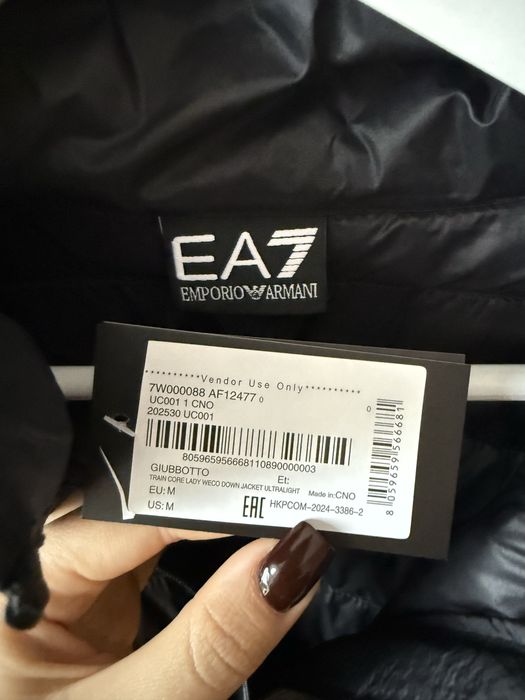 EA7
EMPORIO ARMANI
**********Vendor Use Only**********
7W000088 AF12477 0
UC001 1 CNO
0
202530 UC001
805965956668110890000003
8059659566681
GIUBBOTTO Et:
TRAIN CORE LADY WECO DOWN JACKET ULTRALIGHT Made in:CNO
EU: M
US: M
EAC HKPCOM-2024-3386-2